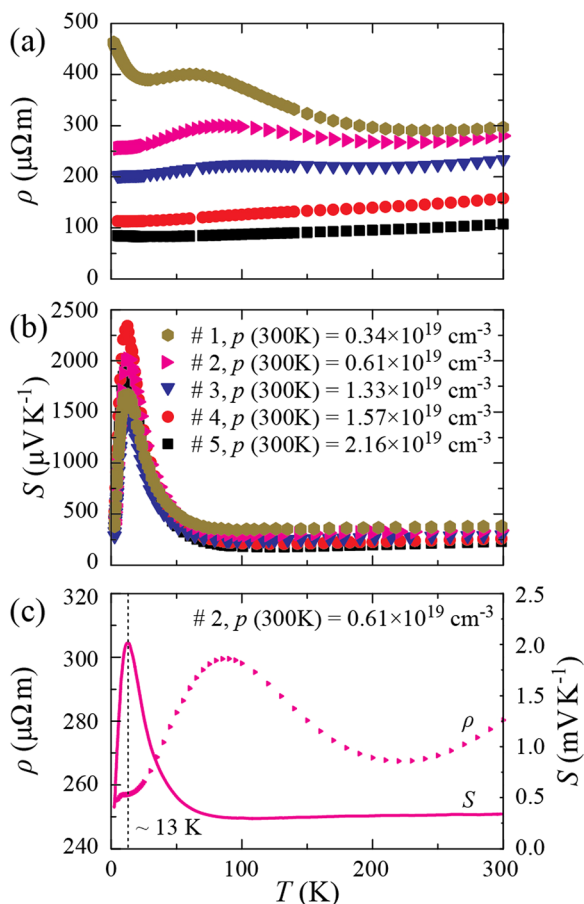 (a)
500
400
300
200
100
0
ρ (μΩm)
(b)
2500
2000
1500
1000
500
0
S (μV K⁻¹)
# 1, p (300K) = 0.34×10¹⁹ cm⁻³
# 2, p (300K) = 0.61×10¹⁹ cm⁻³
# 3, p (300K) = 1.33×10¹⁹ cm⁻³
# 4, p (300K) = 1.57×10¹⁹ cm⁻³
# 5, p (300K) = 2.16×10¹⁹ cm⁻³
(c)
320
300
280
260
240
ρ (μΩm)
# 2, p (300K) = 0.61×10¹⁹ cm⁻³
ρ
S
~ 13 K
2.5
2.0
1.5
1.0
0.5
0.0
S (mV K⁻¹)
0 100 200 300
T (K)